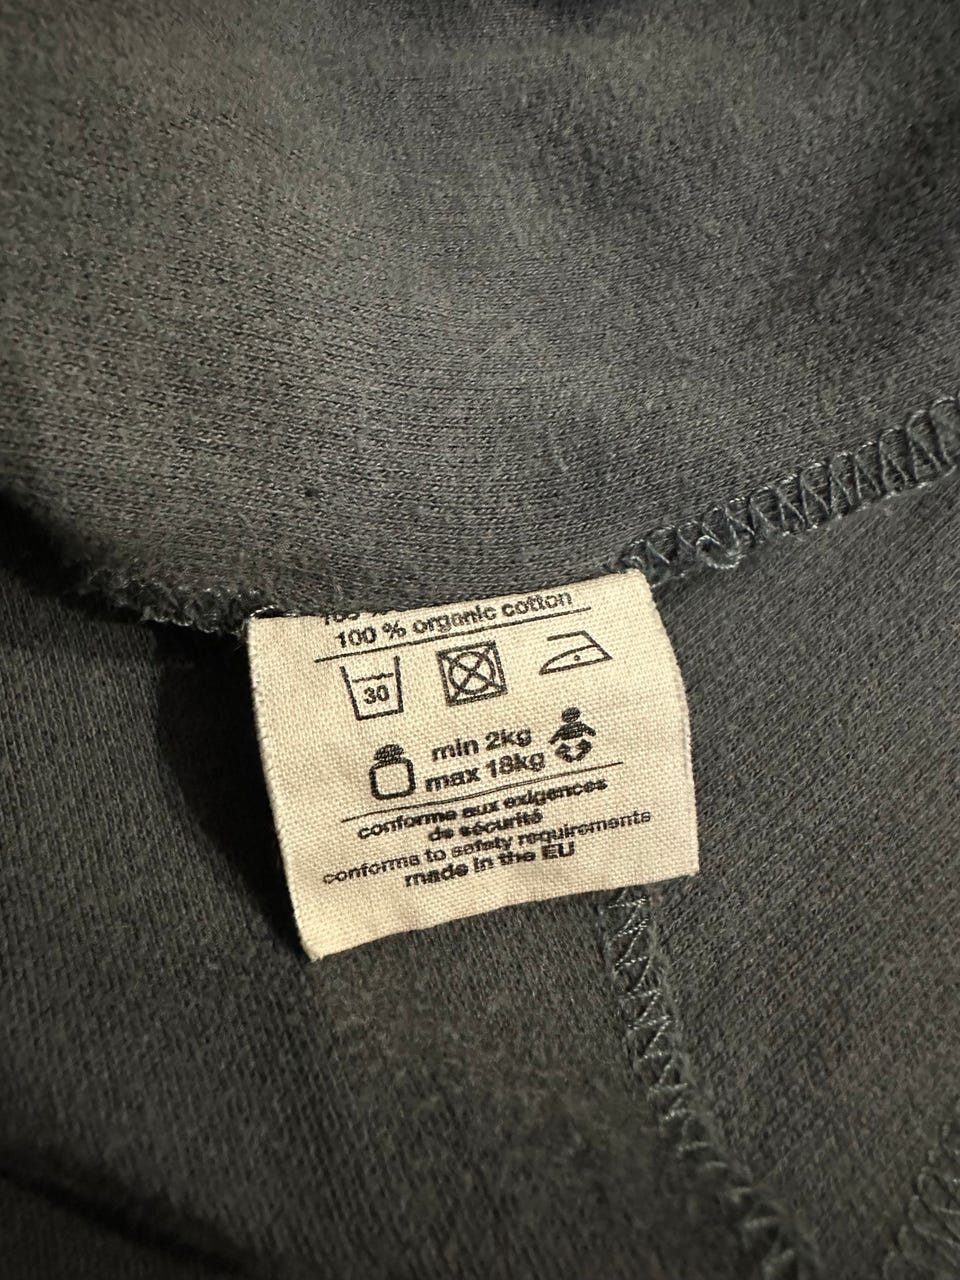 100 % organic cotton
30
min 2kg
max 18kg
conforme aux exigences
de sécurité
conforms to safety requirements
made in the EU